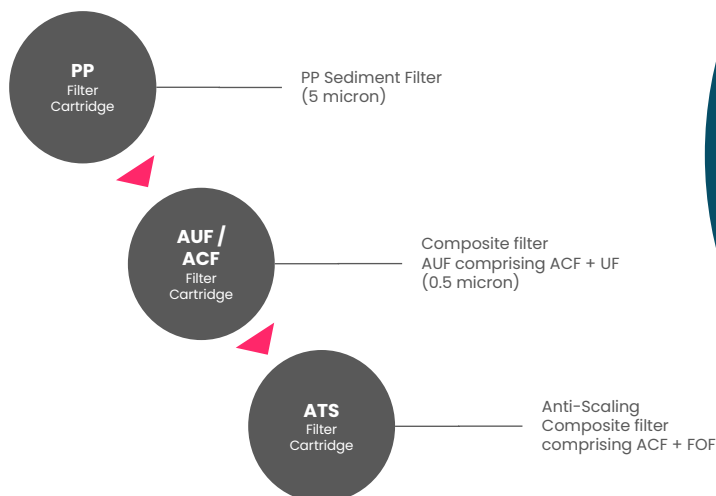 PP
Filter
Cartridge
PP Sediment Filter
(5 micron)
AUF /
ACF
Filter
Cartridge
Composite filter
AUF comprising ACF + UF
(0.5 micron)
ATS
Filter
Cartridge
Anti-Scaling
Composite filter
comprising ACF + FOF